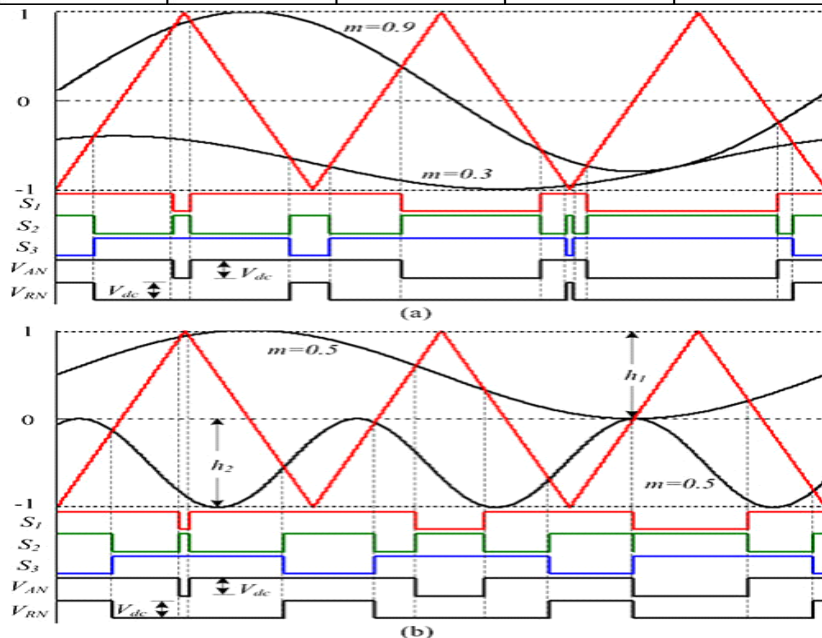 1
m=0.9
0
m=0.3
-1
S1
S2
S3
VAN
Vdc
VRN
Vdc
(a)
1
m=0.5
h1
0
h2
m=0.5
-1
S1
S2
S3
VAN
Vdc
VRN
Vdc
(b)